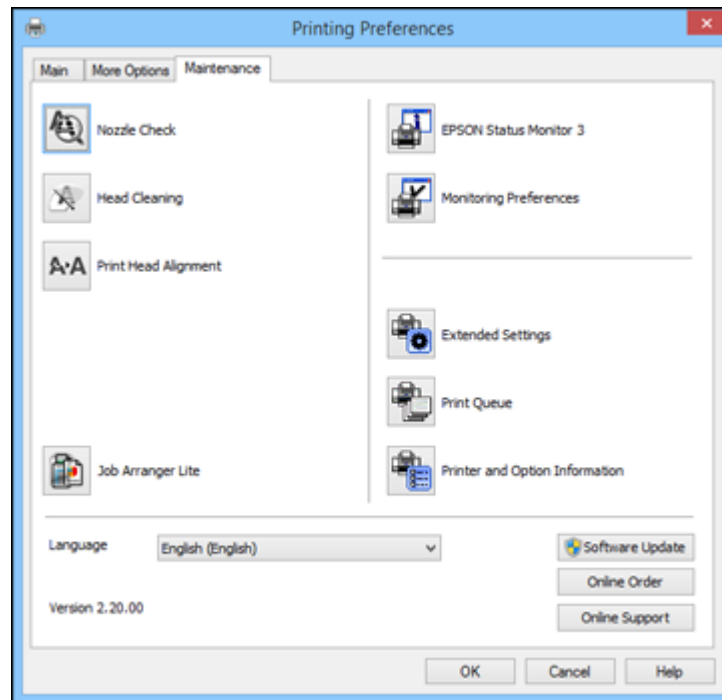 Printing Preferences
Main
More Options
Maintenance
Nozzle Check
Head Cleaning
A·A Print Head Alignment
Job Arranger Lite
EPSON Status Monitor 3
Monitoring Preferences
Extended Settings
Print Queue
Printer and Option Information
Language
English (English)
Version 2.20.00
Software Update
Online Order
Online Support
OK
Cancel
Help